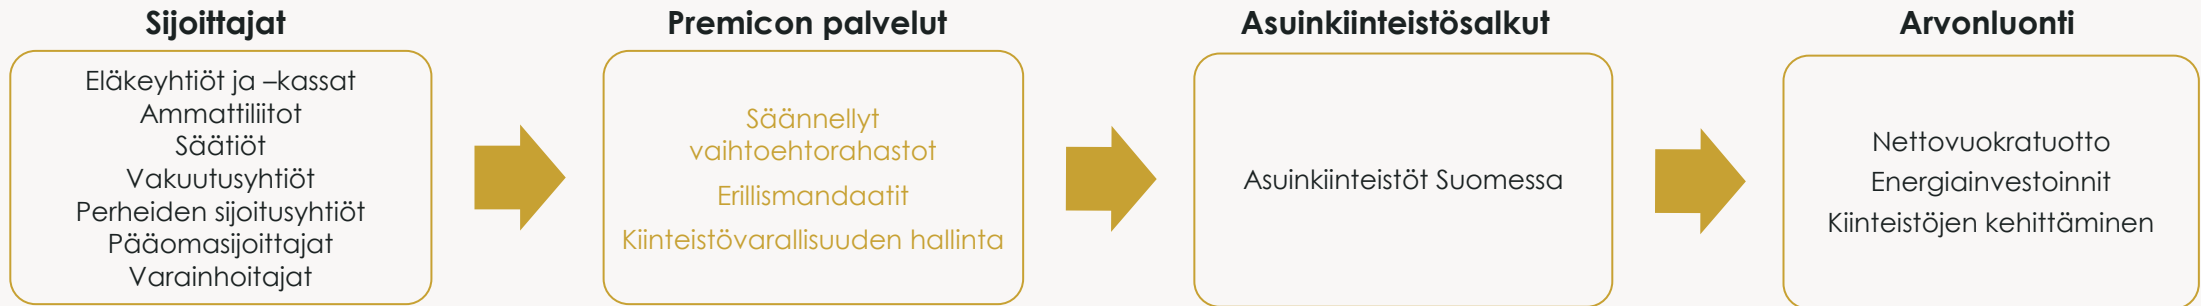 Sijoittajat
Eläkeyhtiöt ja –kassat
Ammattiliitot
Säätiöt
Vakuutusyhtiöt
Perheiden sijoitusyhtiöt
Pääomasijoittajat
Varainhoitajat
Premicon palvelut
Säännellyt
vaihtoehtorahastot
Erillismandaatit
Kiinteistövarallisuuden hallinta
Asuinkiinteistösalkut
Asuinkiinteistöt Suomessa
Arvonluonti
Nettovuokratuotto
Energiainvestoinnit
Kiinteistöjen kehittäminen